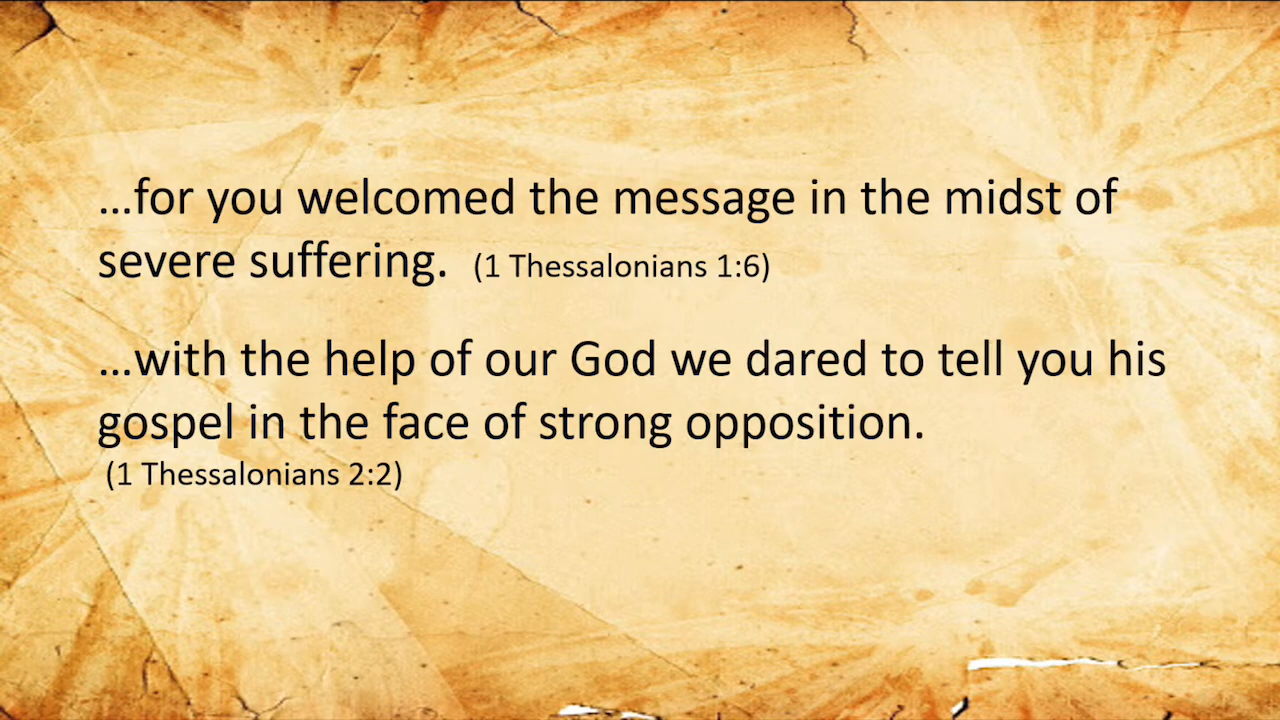 …for you welcomed the message in the midst of
severe suffering. (1 Thessalonians 1:6)
…with the help of our God we dared to tell you his
gospel in the face of strong opposition.
(1 Thessalonians 2:2)